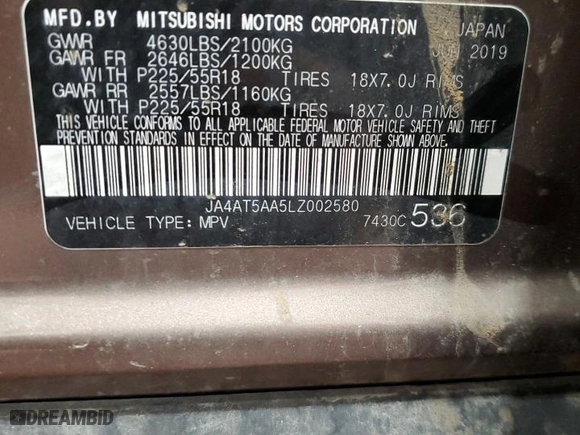 MFD.BY MITSUBISHI MOTORS CORPORATION JAPAN
GVWR 4630LBS/2100KG JUN 2019
GAWR FR 2646LBS/1200KG
WITH P225/55R18 TIRES 18X7.0J RIMS
GAWR RR 2557LBS/1160KG
WITH P225/55R18 TIRES 18X7.0J RIMS
THIS VEHICLE CONFORMS TO ALL APPLICABLE FEDERAL MOTOR VEHICLE SAFETY AND THEFT
PREVENTION STANDARDS IN EFFECT ON THE DATE OF MANUFACTURE SHOWN ABOVE.
JA4AT5AA5LZ002580
VEHICLE TYPE: MPV 7430C 536
DREAMBID